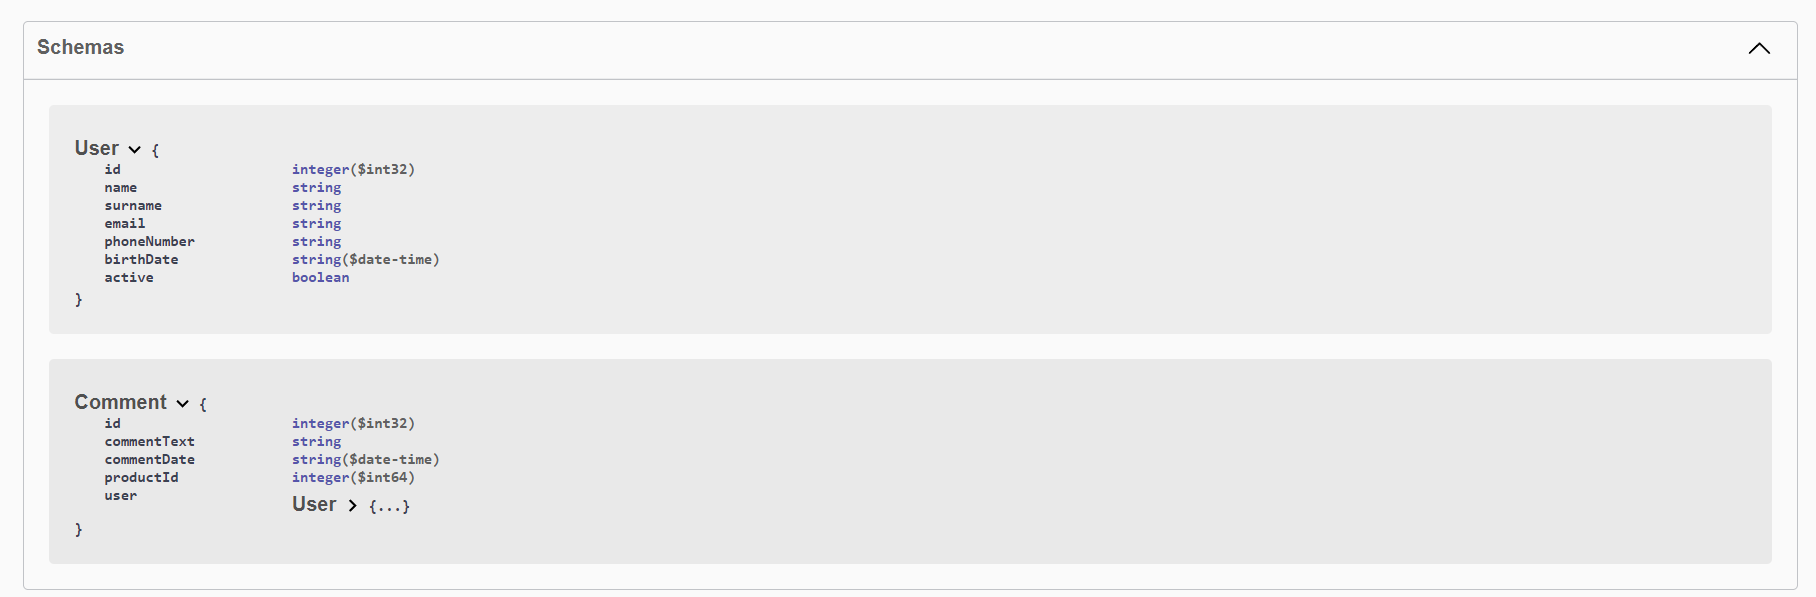 Schemas
User {
id integer($int32)
name string
surname string
email string
phoneNumber string
birthDate string($date-time)
active boolean
}
Comment {
id integer($int32)
commentText string
commentDate string($date-time)
productId integer($int64)
user User {...}
}